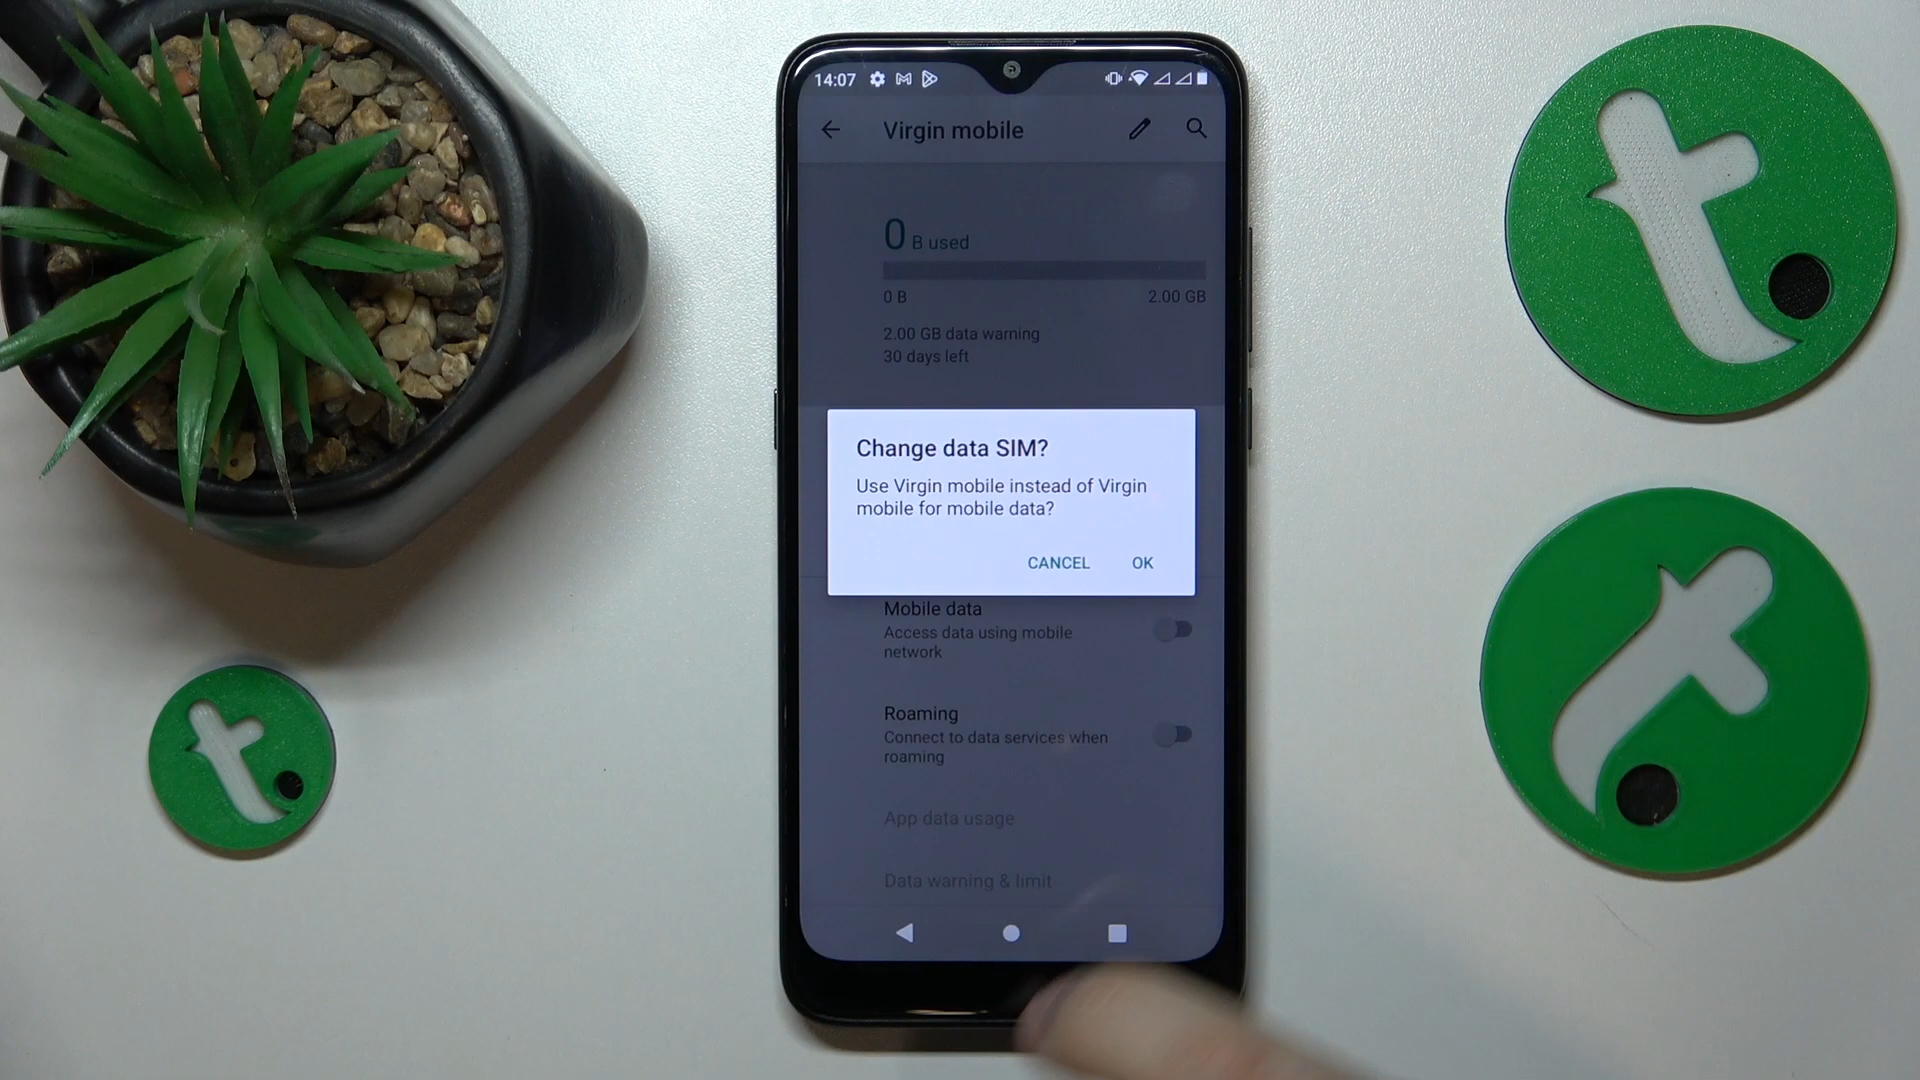 14:07
Virgin mobile
0 B used
0 B 2.00 GB
2.00 GB data warning
30 days left
Change data SIM?
Use Virgin mobile instead of Virgin
mobile for mobile data?
CANCEL OK
Mobile data
Access data using mobile
network
Roaming
Connect to data services when
roaming
App data usage
Data warning & limit